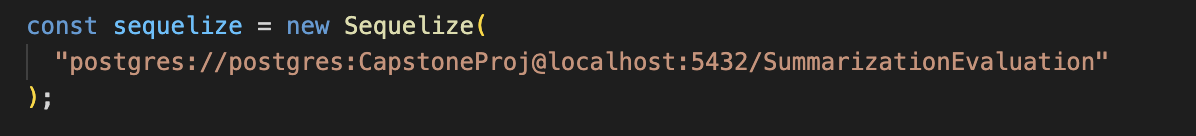 const sequelize = new Sequelize(
"postgres://postgres:CapstoneProj@localhost:5432/SummarizationEvaluation"
);